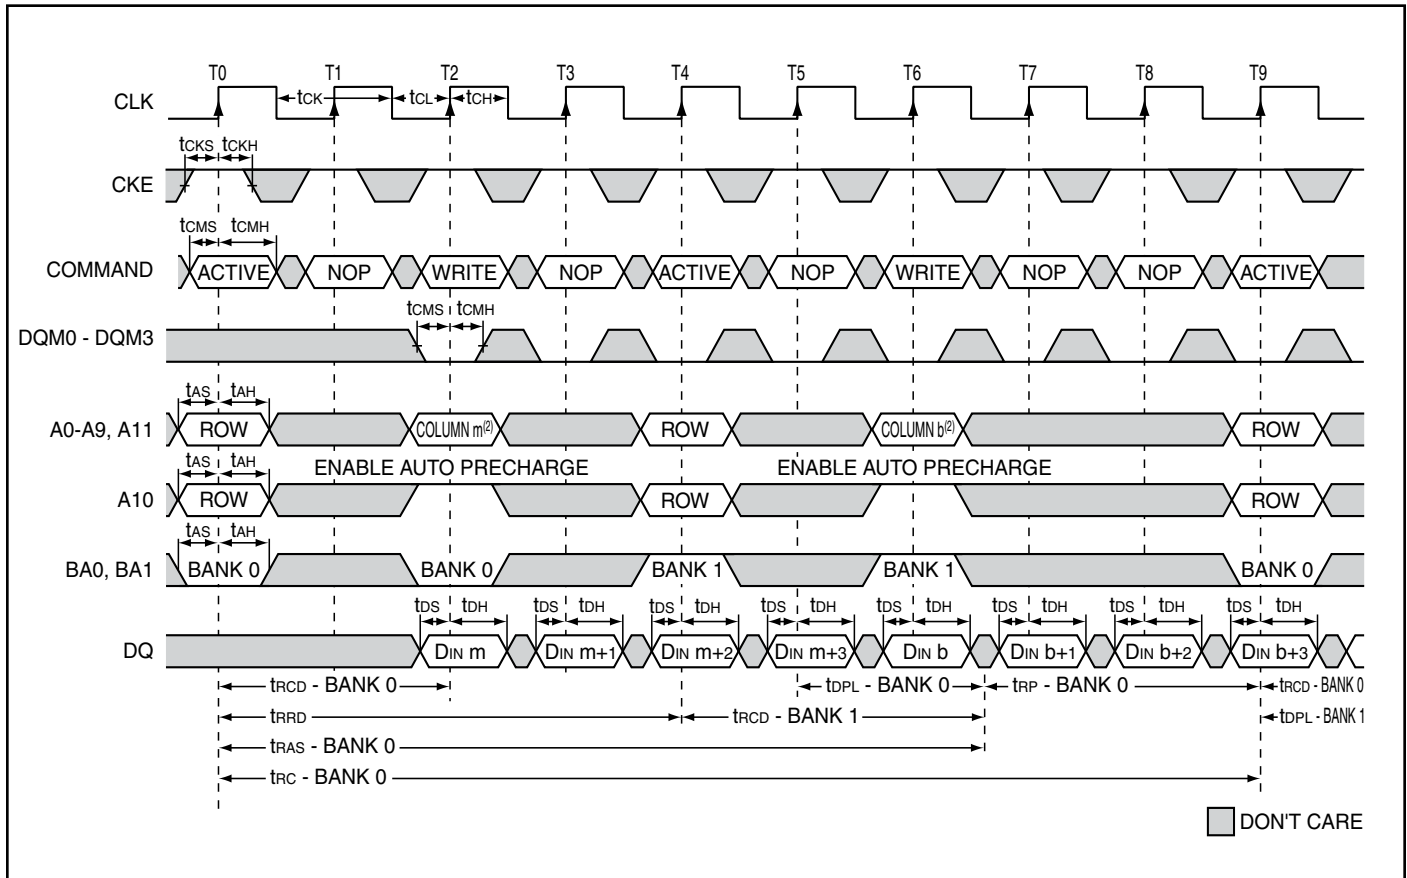 T0 T1 T2 T3 T4 T5 T6 T7 T8 T9
CLK tCK tCL tCH
tCKS tCKH
CKE
tCMS tCMH
COMMAND ACTIVE NOP WRITE NOP ACTIVE NOP WRITE NOP NOP ACTIVE
tCMS tCMH
DQM0 - DQM3
tAS tAH
A0-A9, A11 ROW COLUMN m(2) ROW COLUMN b(2) ROW
tAS tAH ENABLE AUTO PRECHARGE ENABLE AUTO PRECHARGE
A10 ROW ROW ROW
tAS tAH
BA0, BA1 BANK 0 BANK 0 BANK 1 BANK 1 BANK 0
tDS tDH tDS tDH tDS tDH tDS tDH tDS tDH tDS tDH tDS tDH tDS tDH
DQ DIN m DIN m+1 DIN m+2 DIN m+3 DIN b DIN b+1 DIN b+2 DIN b+3
tRCD - BANK 0 tDPL - BANK 0 tRP - BANK 0 tRCD - BANK 0
tRRD tRCD - BANK 1 tDPL - BANK 1
tRAS - BANK 0
tRC - BANK 0
DON'T CARE